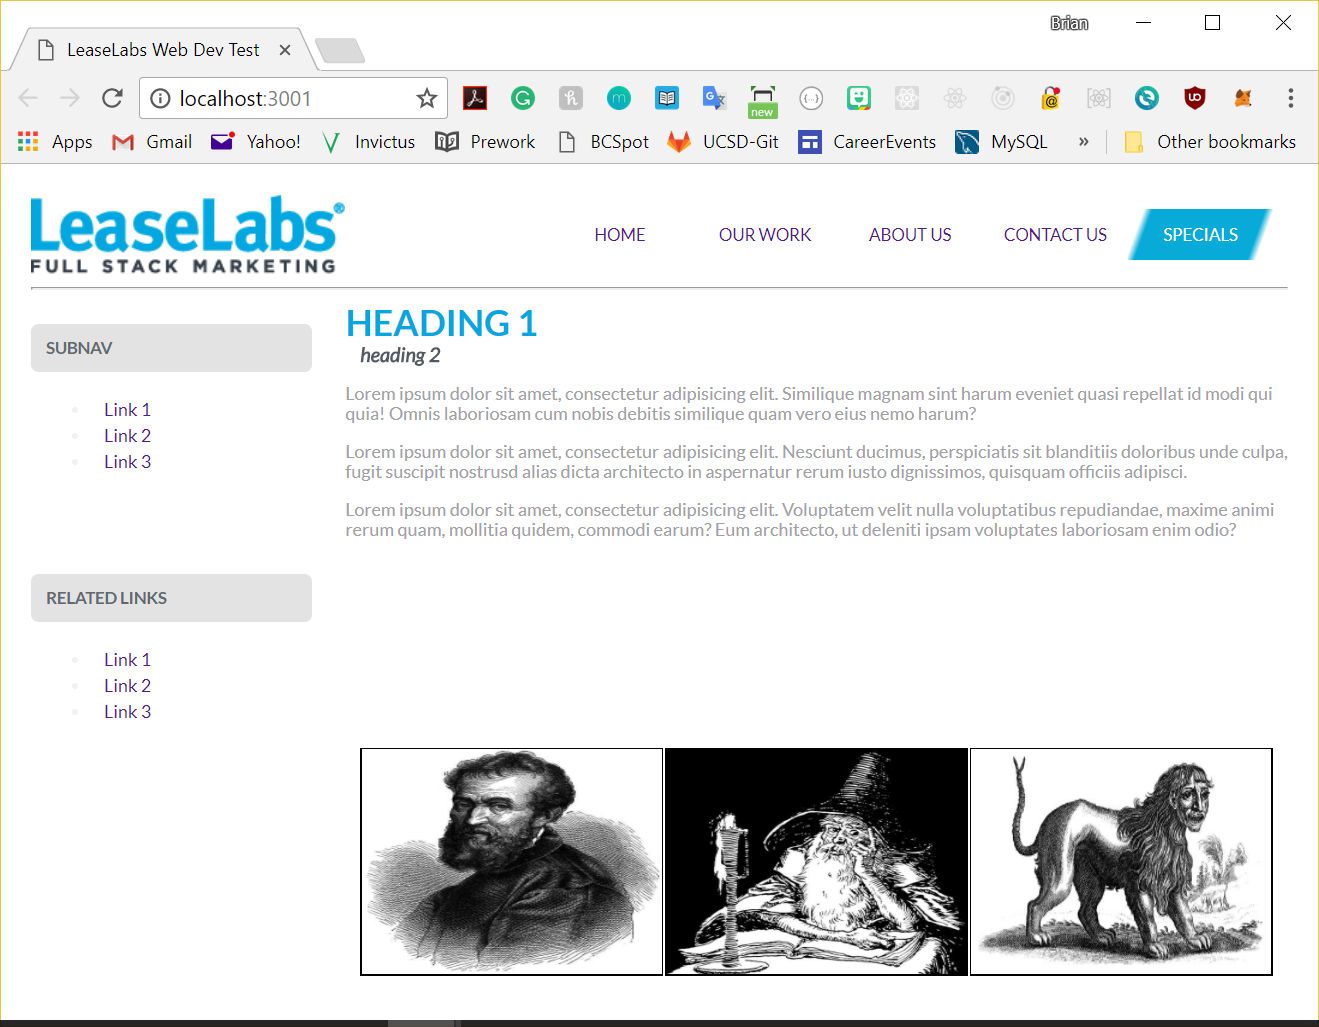 Brian
LeaseLabs Web Dev Test
localhost:3001
new
Apps Gmail Yahoo! Invictus Prework BCSpot UCSD-Git CareerEvents MySQL » Other bookmarks
LeaseLabs®
FULL STACK MARKETING
HOME OUR WORK ABOUT US CONTACT US SPECIALS
SUBNAV
Link 1
Link 2
Link 3
RELATED LINKS
Link 1
Link 2
Link 3
HEADING 1
heading 2
Lorem ipsum dolor sit amet, consectetur adipisicing elit. Similique magnam sint harum eveniet quasi repellat id modi qui
quia! Omnis laboriosam cum nobis debitis similique quam vero eius nemo harum?
Lorem ipsum dolor sit amet, consectetur adipisicing elit. Nesciunt ducimus, perspiciatis sit blanditiis doloribus unde culpa,
fugit suscipit nostrusd alias dicta architecto in aspernatur rerum iusto dignissimos, quisquam officiis adipisci.
Lorem ipsum dolor sit amet, consectetur adipisicing elit. Voluptatem velit nulla voluptatibus repudiandae, maxime animi
rerum quam, mollitia quidem, commodi earum? Eum architecto, ut deleniti ipsam voluptates laboriosam enim odio?